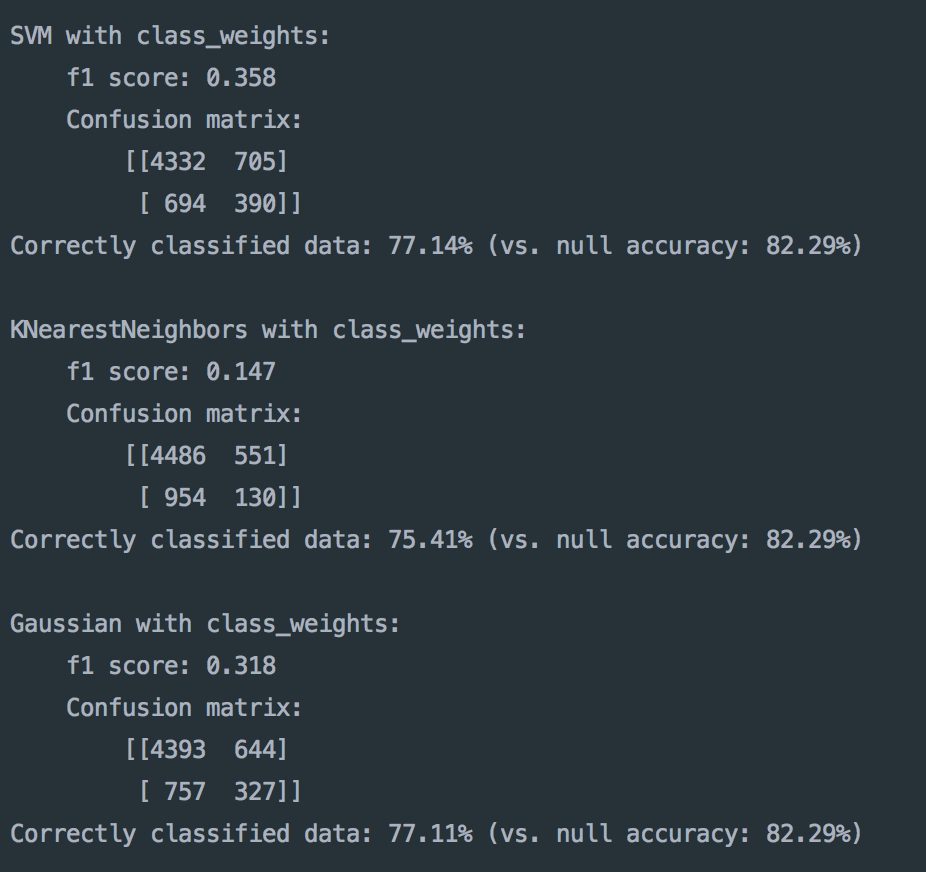 SVM with class_weights:
    f1 score: 0.358
    Confusion matrix:
        [[4332  705]
         [ 694  390]]
Correctly classified data: 77.14% (vs. null accuracy: 82.29%)

KNearestNeighbors with class_weights:
    f1 score: 0.147
    Confusion matrix:
        [[4486  551]
         [ 954  130]]
Correctly classified data: 75.41% (vs. null accuracy: 82.29%)

Gaussian with class_weights:
    f1 score: 0.318
    Confusion matrix:
        [[4393  644]
         [ 757  327]]
Correctly classified data: 77.11% (vs. null accuracy: 82.29%)